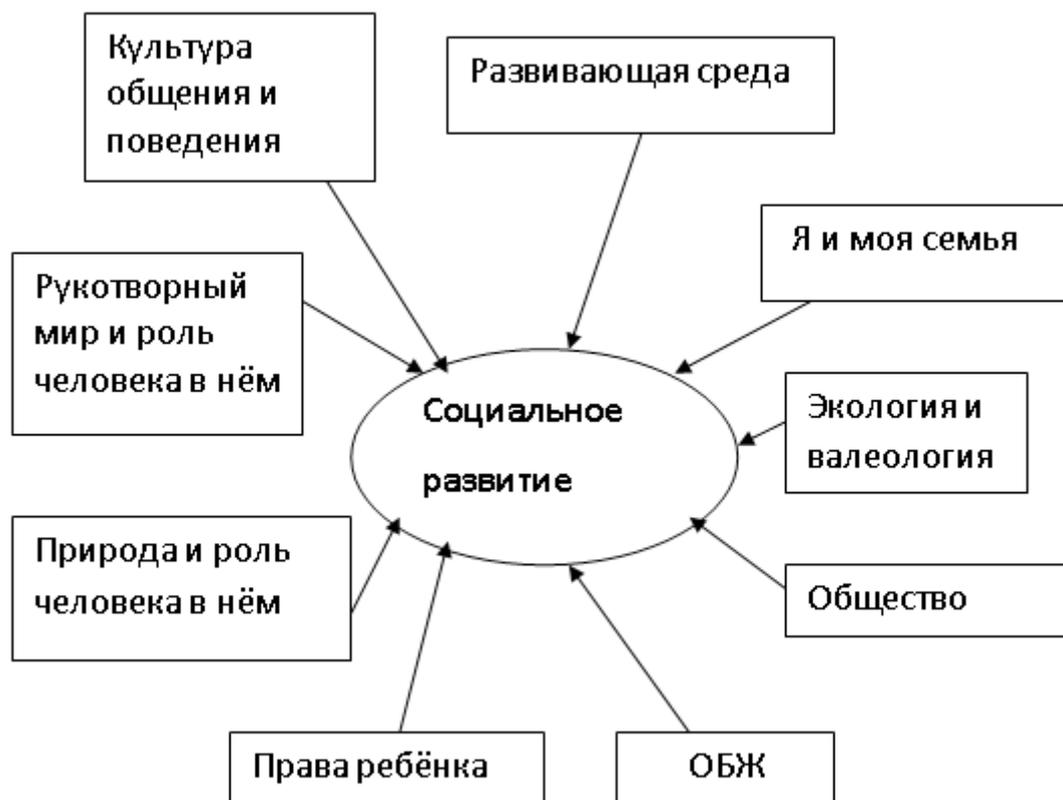 Культура
общения и
поведения
Развивающая среда
Я и моя семья
Рукотворный
мир и роль
человека в нём
Социальное
развитие
Экология и
валеология
Природа и роль
человека в нём
Общество
Права ребёнка
ОБЖ